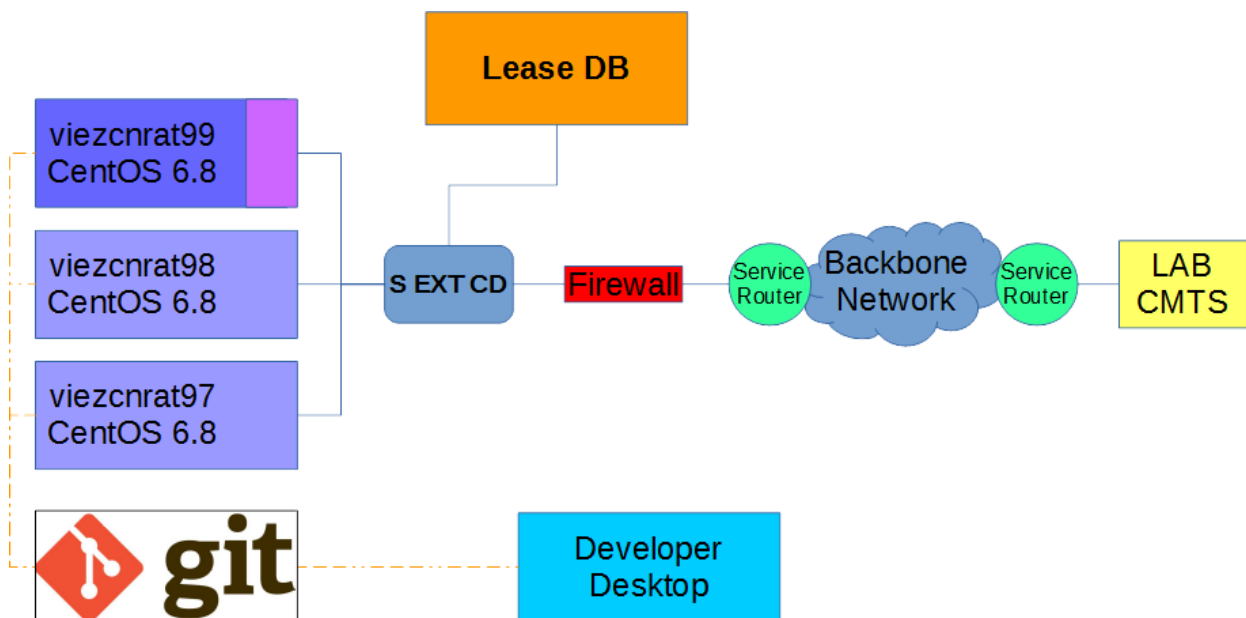 Lease DB
viezcnrat99
CentOS 6.8
viezcnrat98
CentOS 6.8
S EXT CD
Firewall
Service
Router
Backbone
Network
Service
Router
LAB
CMTS
viezcnrat97
CentOS 6.8
git
Developer
Desktop